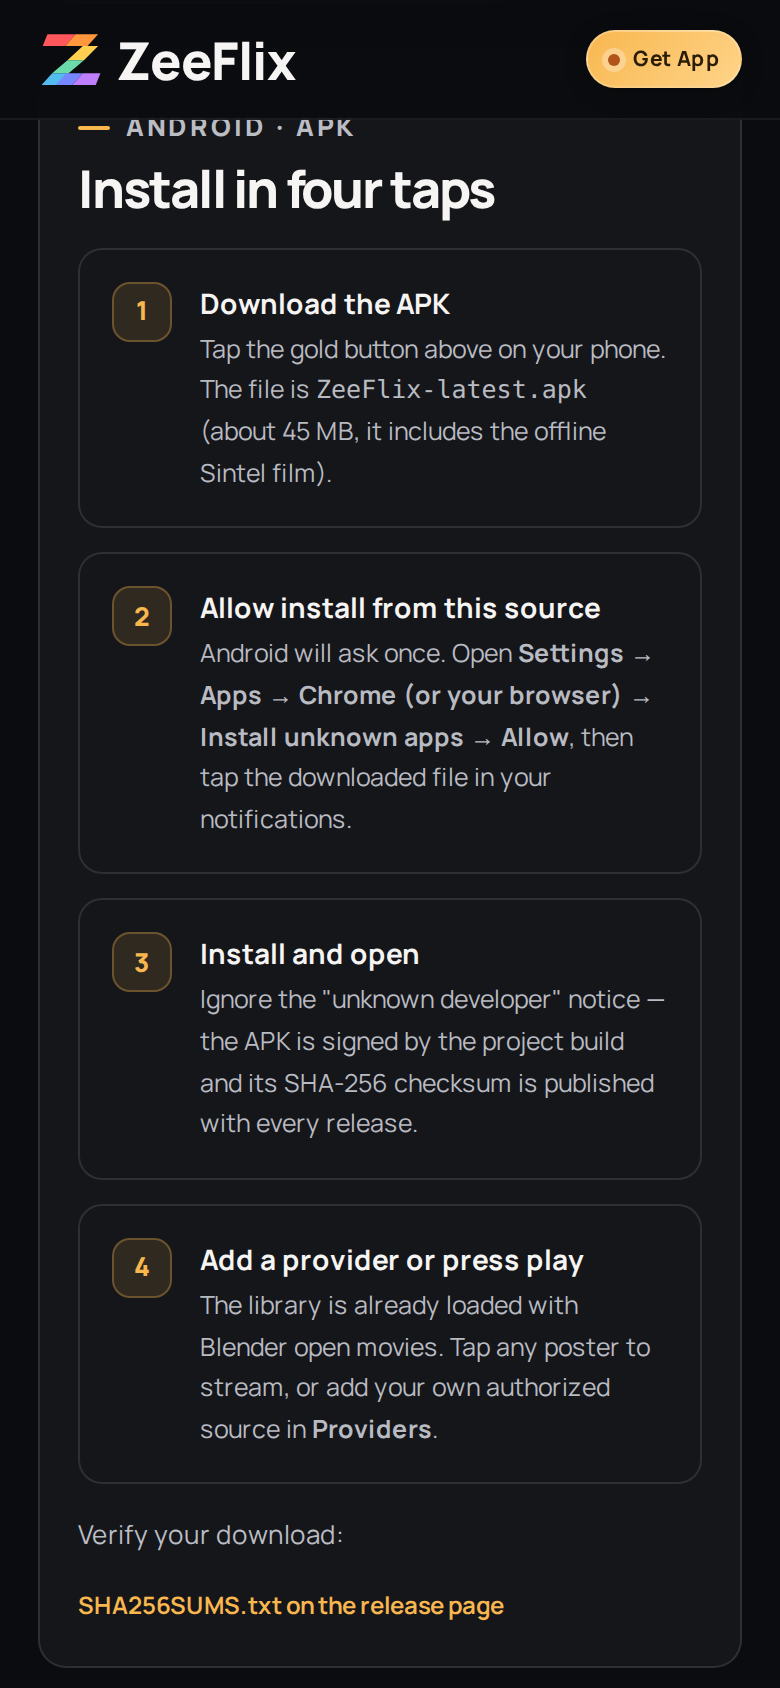 ZeeFlix
Get App
ANDROID · APK
Install in four taps
1
Download the APK
Tap the gold button above on your phone.
The file is ZeeFlix-latest.apk
(about 45 MB, it includes the offline
Sintel film).
2
Allow install from this source
Android will ask once. Open Settings →
Apps → Chrome (or your browser) →
Install unknown apps → Allow, then
tap the downloaded file in your
notifications.
3
Install and open
Ignore the "unknown developer" notice —
the APK is signed by the project build
and its SHA-256 checksum is published
with every release.
4
Add a provider or press play
The library is already loaded with
Blender open movies. Tap any poster to
stream, or add your own authorized
source in Providers.
Verify your download:
SHA256SUMS.txt on the release page